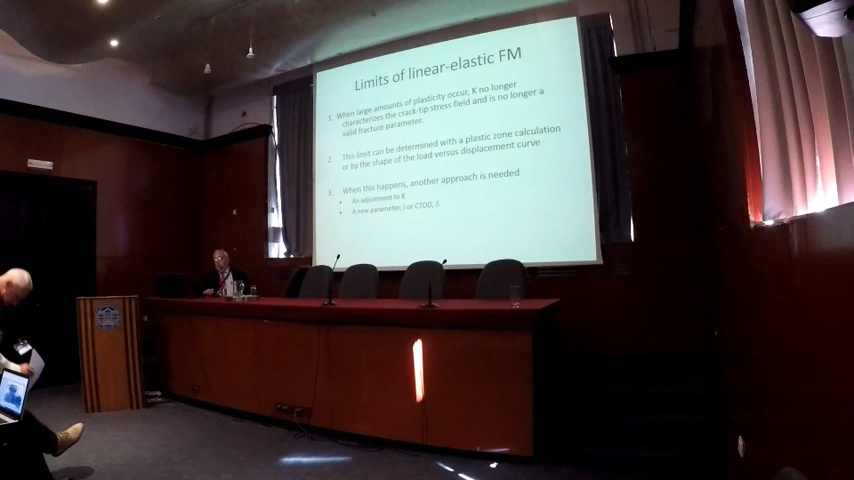 Limits of linear-elastic FM
1. When large amounts of plasticity occur, K no longer
characterizes the crack-tip stress field and is no longer a
valid fracture parameter.
2. This limit can be determined with a plastic zone calculation
or by the shape of the load versus displacement curve
3. When this happens, another approach is needed
• An adjustment to K
• A new parameter, J or CTOD, δ